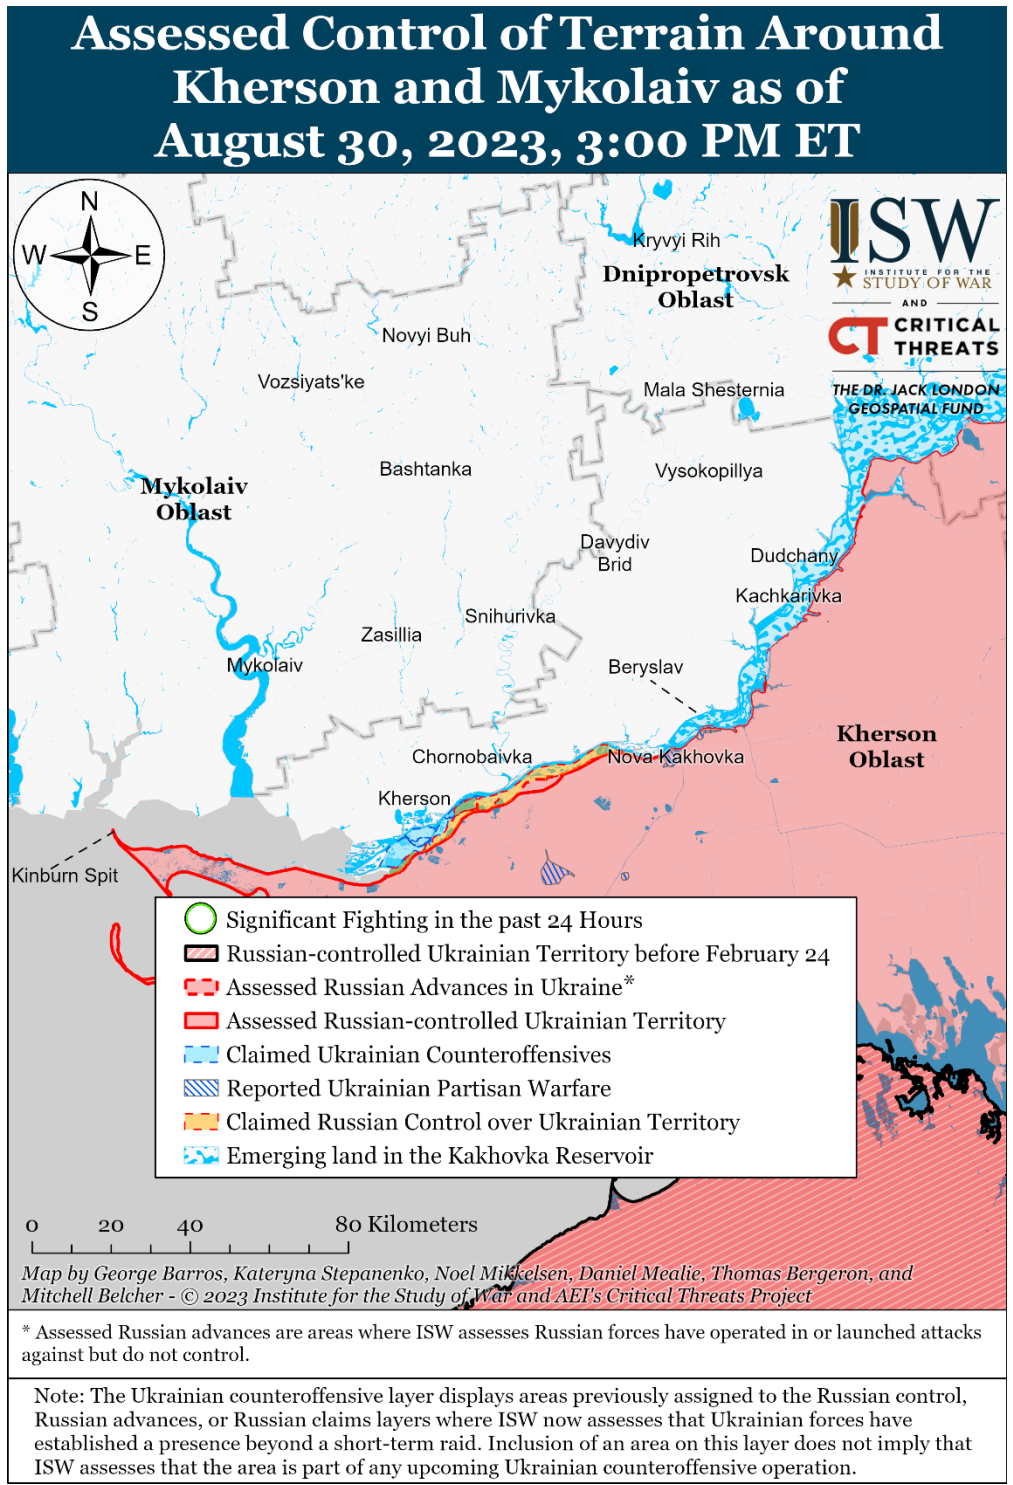 Assessed Control of Terrain Around
Kherson and Mykolaiv as of
August 30, 2023, 3:00 PM ET
N
W
E
S
ISW
INSTITUTE FOR THE
STUDY OF WAR
AND
CT CRITICAL
THREATS
THE DR. JACK LONDON
GEOSPATIAL FUND
Kryvyi Rih
Dnipropetrovsk
Oblast
Novyi Buh
Vozsiyats'ke
Mala Shesternia
Bashtanka
Vysokopillya
Mykolaiv
Oblast
Davydiv
Brid
Dudchany
Kachkarivka
Snihurivka
Zasillia
Mykolaiv
Beryslav
Kherson
Oblast
Chornobaivka
Nova Kakhovka
Kherson
Kinburn Spit
Significant Fighting in the past 24 Hours
Russian-controlled Ukrainian Territory before February 24
Assessed Russian Advances in Ukraine*
Assessed Russian-controlled Ukrainian Territory
Claimed Ukrainian Counteroffensives
Reported Ukrainian Partisan Warfare
Claimed Russian Control over Ukrainian Territory
Emerging land in the Kakhovka Reservoir
0 20 40 80 Kilometers
Map by George Barros, Kateryna Stepanenko, Noel Mikkelsen, Daniel Mealie, Thomas Bergeron, and
Mitchell Belcher - © 2023 Institute for the Study of War and AEI's Critical Threats Project
* Assessed Russian advances are areas where ISW assesses Russian forces have operated in or launched attacks
against but do not control.
Note: The Ukrainian counteroffensive layer displays areas previously assigned to the Russian control,
Russian advances, or Russian claims layers where ISW now assesses that Ukrainian forces have
established a presence beyond a short-term raid. Inclusion of an area on this layer does not imply that
ISW assesses that the area is part of any upcoming Ukrainian counteroffensive operation.